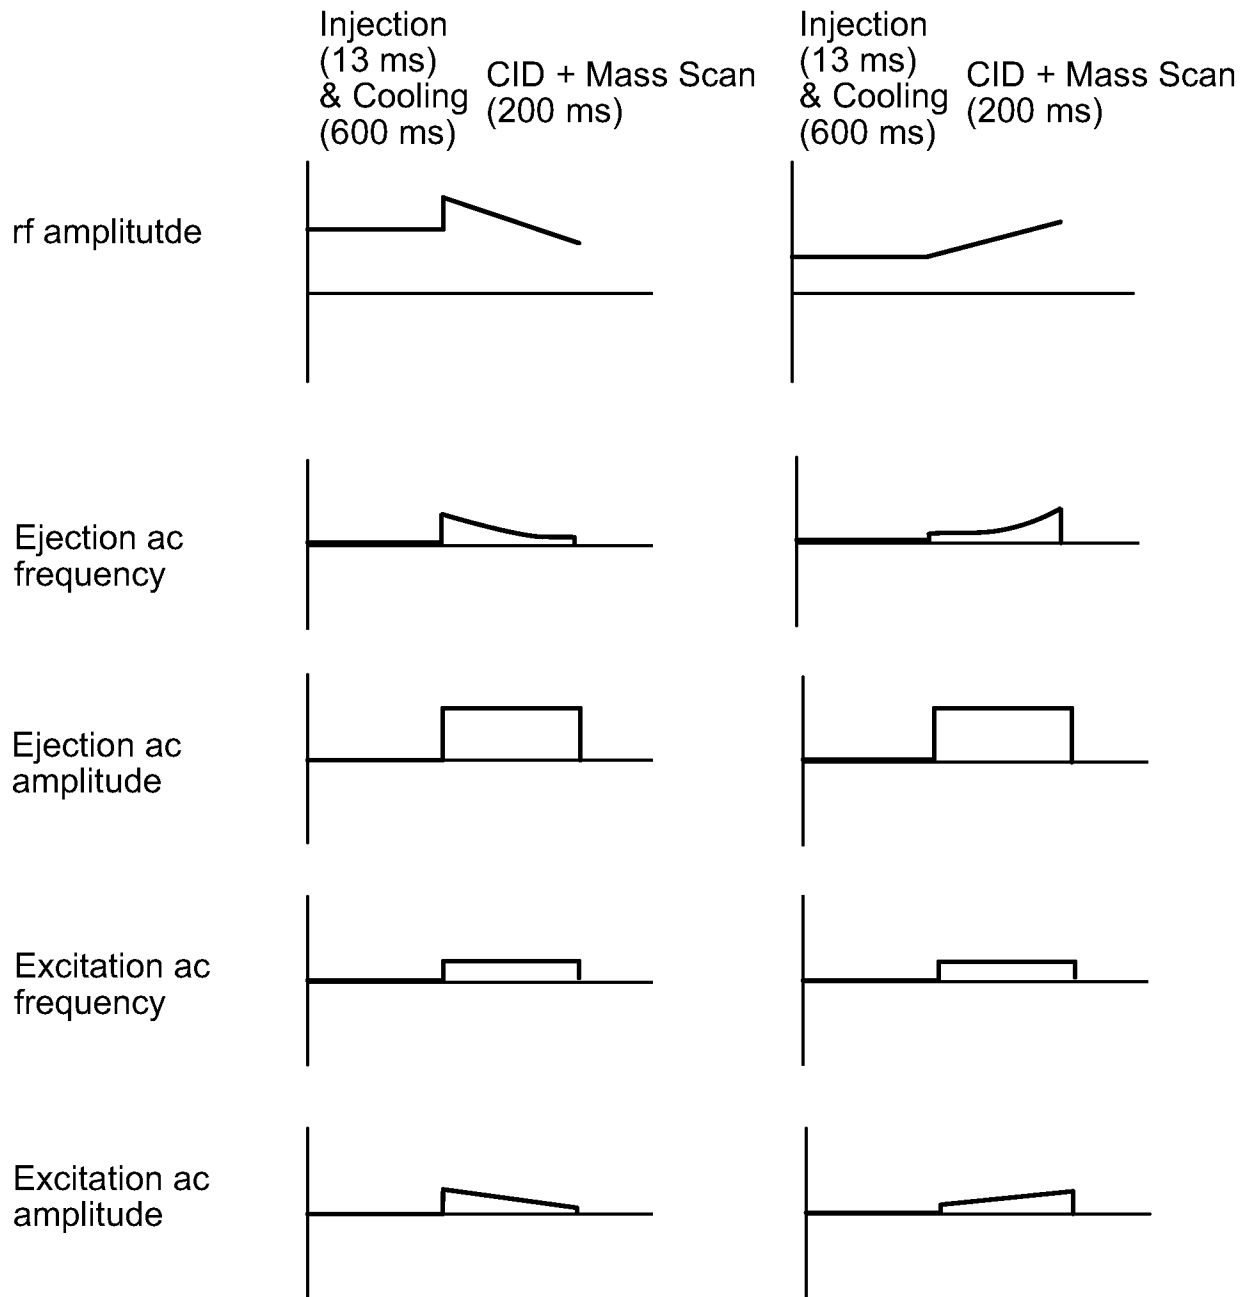 Injection
(13 ms)
& Cooling
(600 ms)
CID + Mass Scan
(200 ms)
Injection
(13 ms)
& Cooling
(600 ms)
CID + Mass Scan
(200 ms)
rf amplitutde
Ejection ac
frequency
Ejection ac
amplitude
Excitation ac
frequency
Excitation ac
amplitude